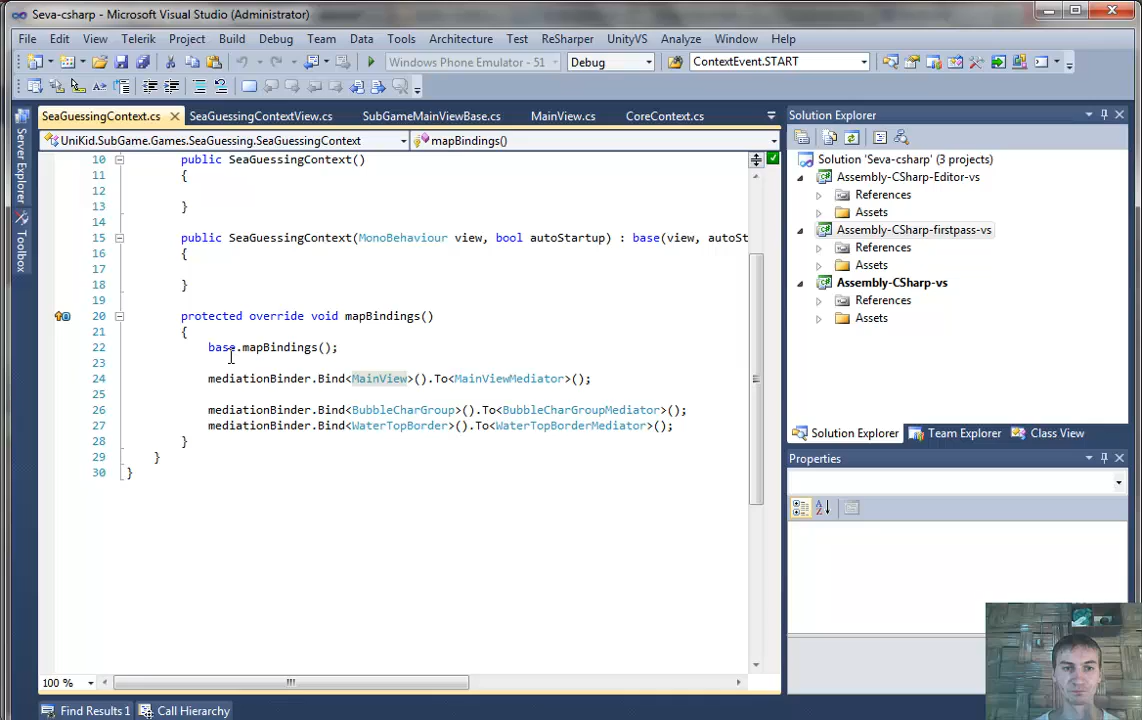 Seva-csharp - Microsoft Visual Studio (Administrator)
File Edit View Telerik Project Build Debug Team Data Tools Architecture Test ReSharper UnityVS Analyze Window Help
Windows Phone Emulator - 51 Debug ContextEvent.START
SeaGuessingContext.cs SeaGuessingContextView.cs SubGameMainViewBase.cs MainView.cs CoreContext.cs
UniKid.SubGame.Games.SeaGuessing.SeaGuessingContext mapBindings()
10 public SeaGuessingContext()
11 {
12
13 }
14
15 public SeaGuessingContext(MonoBehaviour view, bool autoStartup) : base(view, autoSt
16 {
17
18 }
19
20 protected override void mapBindings()
21 {
22 base.mapBindings();
23
24 mediationBinder.Bind<MainView>().To<MainViewMediator>();
25
26 mediationBinder.Bind<BubbleCharGroup>().To<BubbleCharGroupMediator>();
27 mediationBinder.Bind<WaterTopBorder>().To<WaterTopBorderMediator>();
28 }
29 }
30 }
100 %
Find Results 1 Call Hierarchy
Server Explorer
Toolbox
Solution Explorer
Solution 'Seva-csharp' (3 projects)
Assembly-CSharp-Editor-vs
References
Assets
Assembly-CSharp-firstpass-vs
References
Assets
Assembly-CSharp-vs
References
Assets
Solution Explorer Team Explorer Class View
Properties